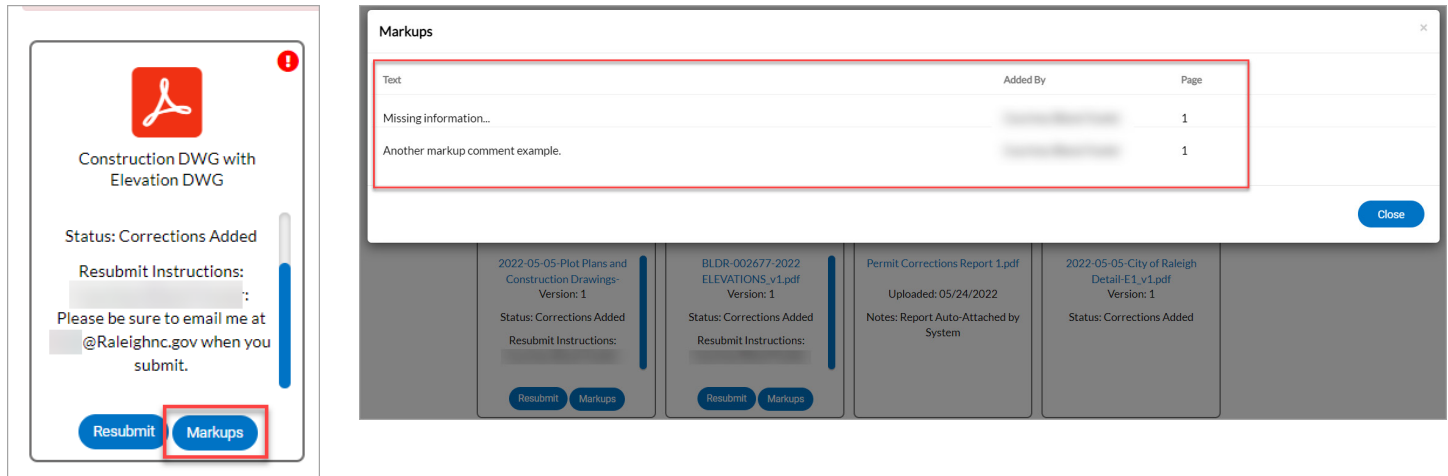 Construction DWG with
Elevation DWG
Status: Corrections Added
Resubmit Instructions:
:
Please be sure to email me at
@Raleighnc.gov when you
submit.
Resubmit
Markups
Markups
×
Text Added By Page
Missing information... 1
Another markup comment example. 1
Close
2022-05-05-Plot Plans and
Construction Drawings-
Version: 1
Status: Corrections Added
Resubmit Instructions:
Resubmit
Markups
BLDR-002677-2022
ELEVATIONS_v1.pdf
Version: 1
Status: Corrections Added
Resubmit Instructions:
Resubmit
Markups
Permit Corrections Report 1.pdf
Uploaded: 05/24/2022
Notes: Report Auto-Attached by
System
2022-05-05-City of Raleigh
Detail-E1_v1.pdf
Version: 1
Status: Corrections Added